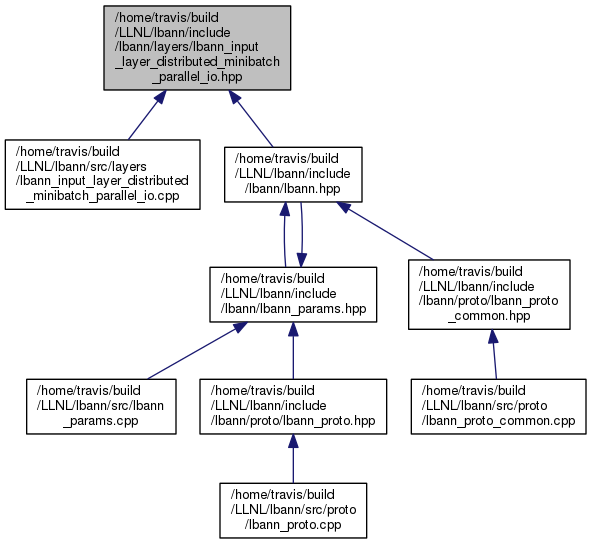 /home/travis/build
/LLNL/lbann/include
/lbann/layers/lbann_input
_layer_distributed_minibatch
_parallel_io.hpp
/home/travis/build
/LLNL/lbann/src/layers
/lbann_input_layer_distributed
_minibatch_parallel_io.cpp
/home/travis/build
/LLNL/lbann/include
/lbann/lbann.hpp
/home/travis/build
/LLNL/lbann/include
/lbann/lbann_params.hpp
/home/travis/build
/LLNL/lbann/include
/lbann/proto/lbann_proto
_common.hpp
/home/travis/build
/LLNL/lbann/src/lbann
_params.cpp
/home/travis/build
/LLNL/lbann/include
/lbann/proto/lbann_proto.hpp
/home/travis/build
/LLNL/lbann/src/proto
/lbann_proto_common.cpp
/home/travis/build
/LLNL/lbann/src/proto
/lbann_proto.cpp